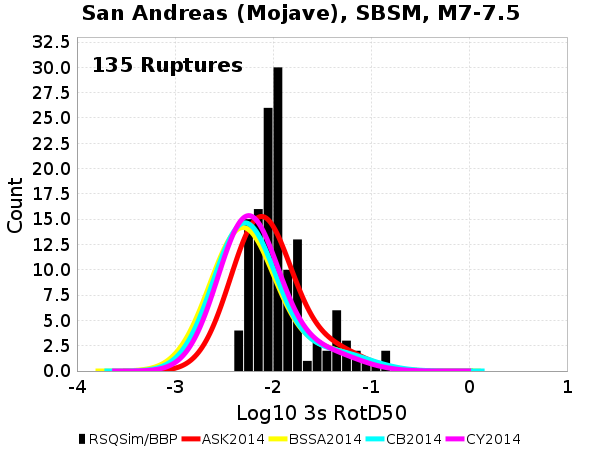 San Andreas (Mojave), SBSM, M7-7.5
135 Ruptures
Count
32.5
30.0
27.5
25.0
22.5
20.0
17.5
15.0
12.5
10.0
7.5
5.0
2.5
0.0
-4 -3 -2 -1 0 1
Log10 3s RotD50
RSQSim/BBP ASK2014 BSSA2014 CB2014 CY2014